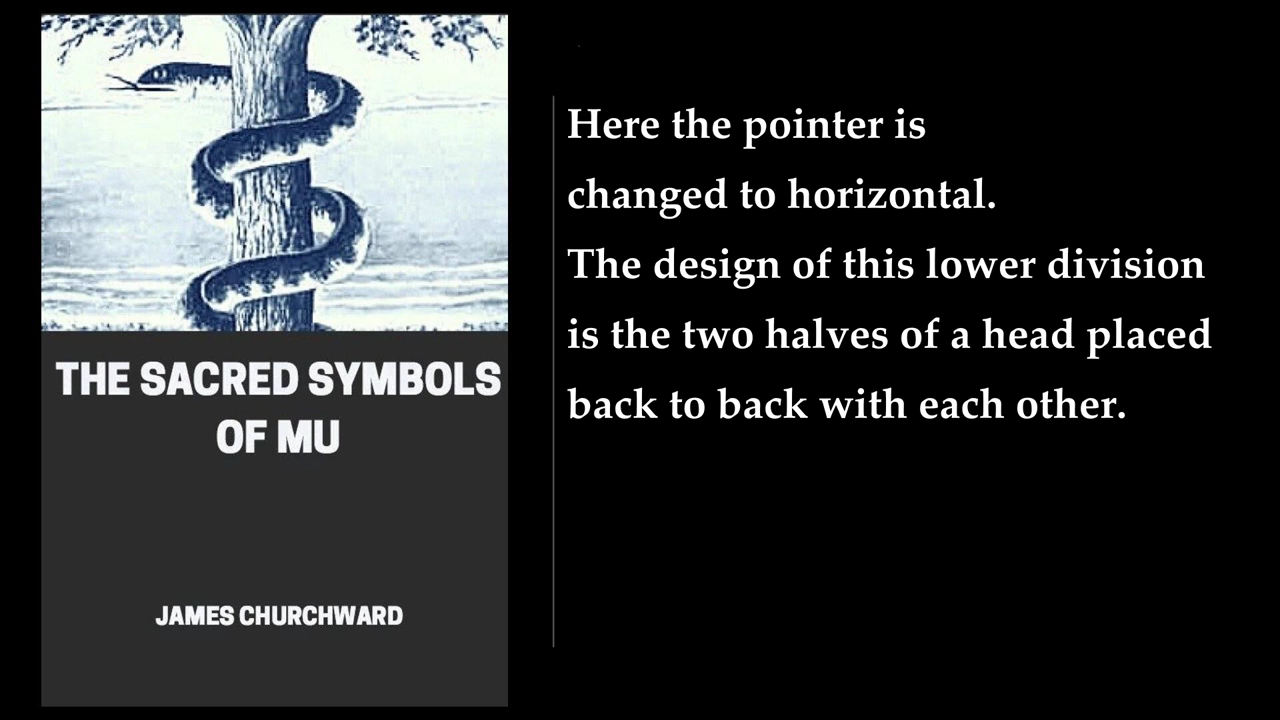 THE SACRED SYMBOLS
OF MU
JAMES CHURCHWARD
Here the pointer is
changed to horizontal.
The design of this lower division
is the two halves of a head placed
back to back with each other.